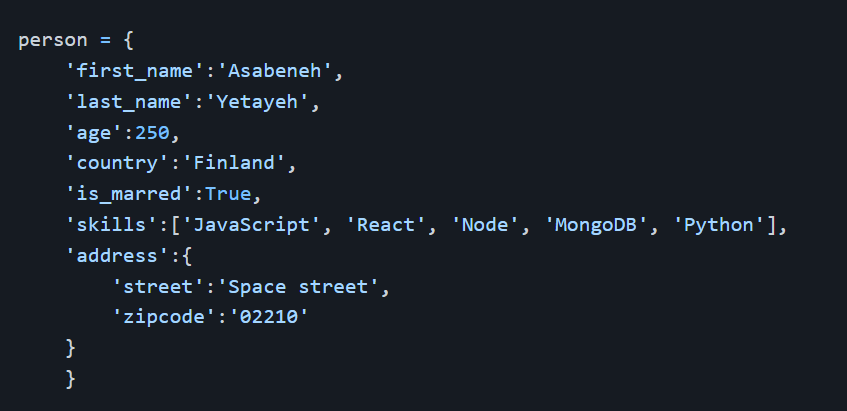 person = {
    'first_name':'Asabeneh',
    'last_name':'Yetayeh',
    'age':250,
    'country':'Finland',
    'is_marred':True,
    'skills':['JavaScript', 'React', 'Node', 'MongoDB', 'Python'],
    'address':{
        'street':'Space street',
        'zipcode':'02210'
    }
    }